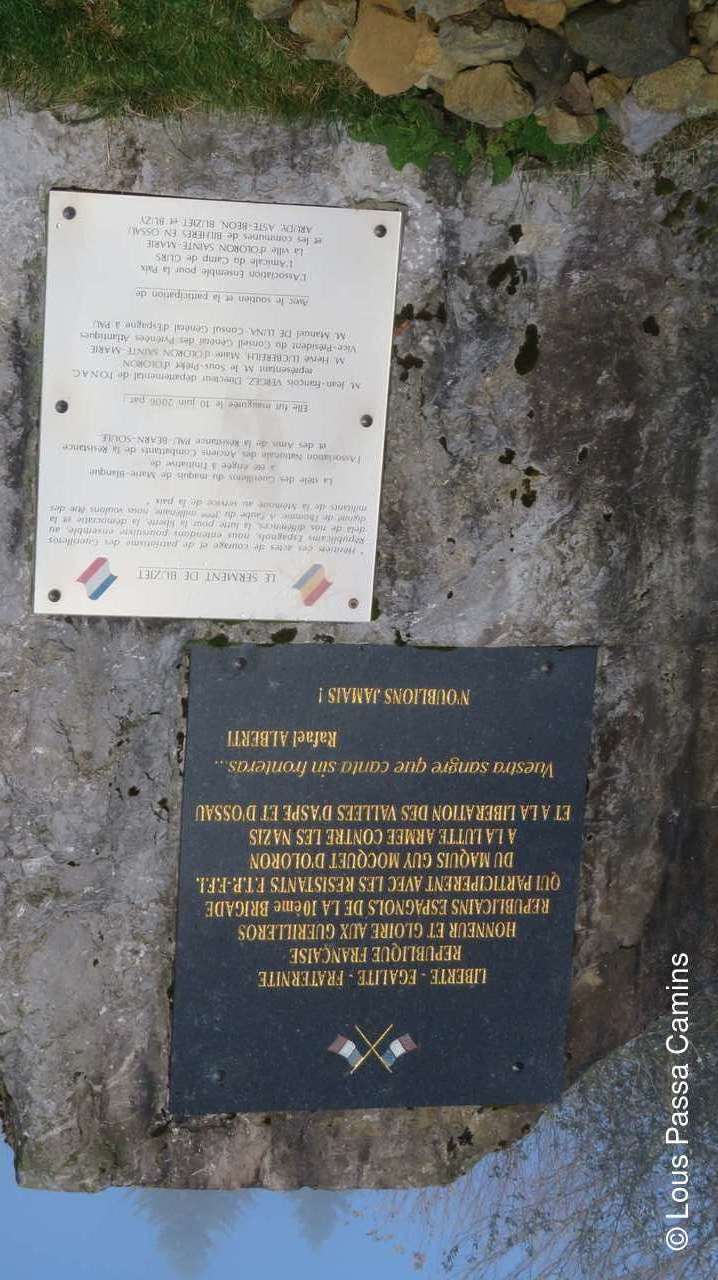 LIBERTE - EGALITE - FRATERNITE
REPUBLIQUE FRANÇAISE
HONNEUR ET GLOIRE AUX GUERILLEROS
REPUBLICAINS ESPAGNOLS DE LA 10ème BRIGADE
QUI PARTICIPERENT AVEC LES RESISTANTS F.T.P.-F.F.I.
DU MAQUIS GUY MOCQUET D'OLORON
A LA LUTTE ARMEE CONTRE LES NAZIS
ET A LA LIBERATION DES VALLEES D'ASPE ET D'OSSAU
Vuestra sangre que canta sin fronteras...
Rafael ALBERTI
N'OUBLIONS JAMAIS !
LE SERMENT DE BUZIET
" Héritiers des actes de courage et de patriotisme des Guérilleros
Républicains Espagnols, nous entendons poursuivre ensemble, au
delà de nos différences, la lutte pour la liberté, la démocratie et la
dignité de l'homme. A l'aube du 3ème millénaire, nous voulons être des
militants de la Mémoire au service de la paix "
La stèle des Guérilleros du maquis de Marie-Blanque
a été érigée à l'initiative de
l'Association Nationale des Anciens Combattants de la Résistance
et des Amis de la Résistance PAU-BEARN-SOULE
Elle fut inaugurée le 10 juin 2006 par
M. Jean-François VERGEZ, Directeur départemental de l'O.N.A.C.
représentant M. le Sous-Préfet d'OLORON
M. Hervé LUCBEREILH, Maire d'OLORON SAINTE-MARIE
Vice-Président du Conseil Général des Pyrénées Atlantiques
M. Manuel DE LUNA, Consul Général d'Espagne à PAU
Avec le soutien et la participation de
L'Association Ensemble pour la Paix
L'Amicale du Camp de GURS
La ville d'OLORON SAINTE-MARIE
et les communes de BILHERES EN OSSAU
ARUDY, ASTE-BEON, BUZIET et BUZY
© Lous Passa Camins